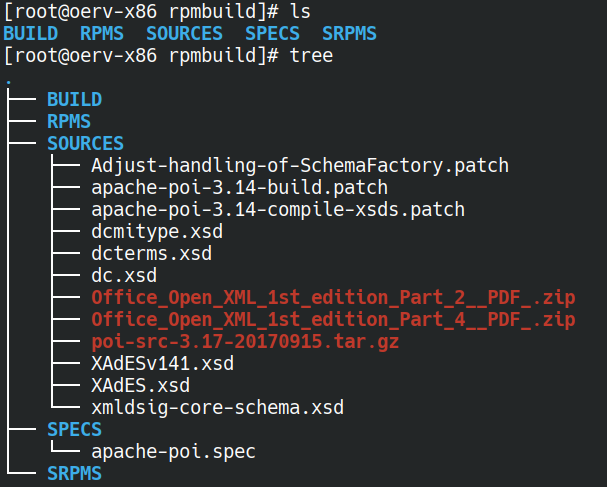 [root@oerv-x86 rpmbuild]# ls
BUILD  RPMS  SOURCES  SPECS  SRPMS
[root@oerv-x86 rpmbuild]# tree
.
├── BUILD
├── RPMS
├── SOURCES
│   ├── Adjust-handling-of-SchemaFactory.patch
│   ├── apache-poi-3.14-build.patch
│   ├── apache-poi-3.14-compile-xsds.patch
│   ├── dcmitype.xsd
│   ├── dcterms.xsd
│   ├── dc.xsd
│   ├── Office_Open_XML_1st_edition_Part_2__PDF_.zip
│   ├── Office_Open_XML_1st_edition_Part_4__PDF_.zip
│   ├── poi-src-3.17-20170915.tar.gz
│   ├── XAdESv141.xsd
│   ├── XAdES.xsd
│   └── xmldsig-core-schema.xsd
├── SPECS
│   └── apache-poi.spec
└── SRPMS